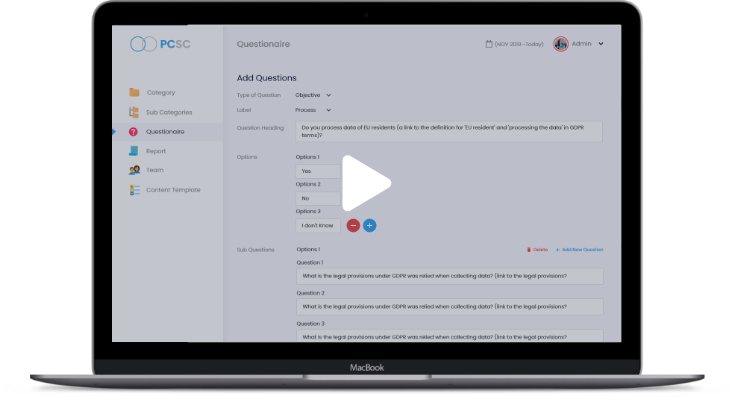 PCSC
Questionaire
(NOV, 2019 - Today)
Admin
Category
Sub Categories
Questionaire
Report
Team
Content Template
Add Questions
Type of Question
Objective
Label
Process
Question Heading
Do you process data of EU residents (a link to the definition for 'EU resident' and 'processing the data' in GDPR
terms)?
Options
Options 1
Yes
Options 2
No
Options 3
I don't Know
Sub Questions
Options 1
Delete
+ Add New Question
Question 1
What is the legal provisions under GDPR was relied when collecting data? (link to the legal provisions?
Question 2
What is the legal provisions under GDPR was relied when collecting data? (link to the legal provisions?
Question 3
What is the legal provisions under GDPR was relied when collecting data? (link to the legal provisions?
MacBook